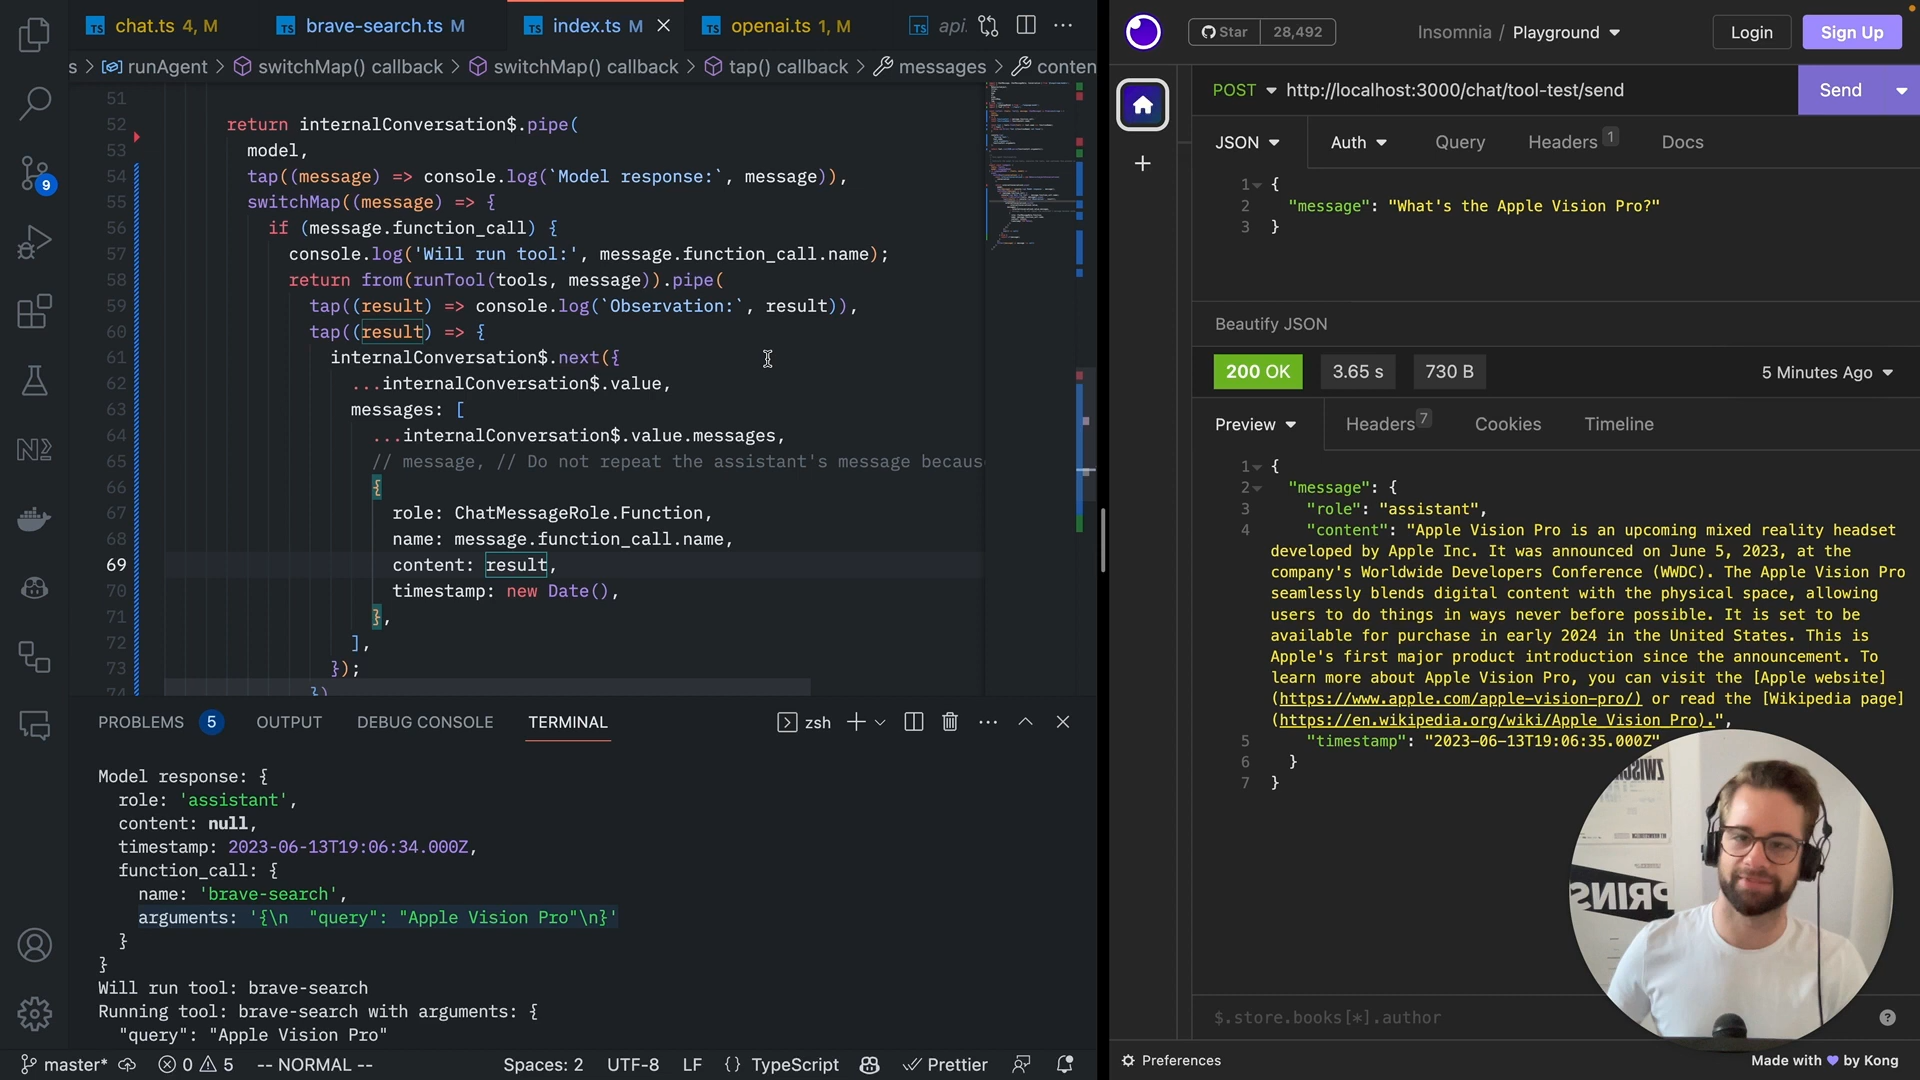 chat.ts 4, M
brave-search.ts M
index.ts M
openai.ts 1, M
api.
s > runAgent > switchMap() callback > switchMap() callback > tap() callback > messages > conten
51
52 return internalConversation$.pipe(
53 model,
54 tap((message) => console.log(`Model response:`, message)),
55 switchMap((message) => {
56 if (message.function_call) {
57 console.log('Will run tool:', message.function_call.name);
58 return from(runTool(tools, message)).pipe(
59 tap((result) => console.log(`Observation:`, result)),
60 tap((result) => {
61 internalConversation$.next({
62 ...internalConversation$.value,
63 messages: [
64 ...internalConversation$.value.messages,
65 // message, // Do not repeat the assistant's message becaus
66 {
67 role: ChatMessageRole.Function,
68 name: message.function_call.name,
69 content: result,
70 timestamp: new Date(),
71 },
72 ],
73 });
74 })
9
PROBLEMS 5 OUTPUT DEBUG CONSOLE TERMINAL zsh
Model response: {
role: 'assistant',
content: null,
timestamp: 2023-06-13T19:06:34.000Z,
function_call: {
name: 'brave-search',
arguments: '{\n "query": "Apple Vision Pro"\n}'
}
}
Will run tool: brave-search
Running tool: brave-search with arguments: {
"query": "Apple Vision Pro"
master* 0 5 -- NORMAL -- Spaces: 2 UTF-8 LF {} TypeScript Prettier
Star 28,492
Insomnia / Playground
Login
Sign Up
POST http://localhost:3000/chat/tool-test/send
Send
JSON Auth Query Headers 1 Docs
1 {
2 "message": "What's the Apple Vision Pro?"
3 }
Beautify JSON
200 OK 3.65 s 730 B 5 Minutes Ago
Preview Headers 7 Cookies Timeline
1 {
2 "message": {
3 "role": "assistant",
4 "content": "Apple Vision Pro is an upcoming mixed reality headset
developed by Apple Inc. It was announced on June 5, 2023, at the
company's Worldwide Developers Conference (WWDC). The Apple Vision Pro
seamlessly blends digital content with the physical space, allowing
users to do things in ways never before possible. It is set to be
available for purchase in early 2024 in the United States. This is
Apple's first major product introduction since the announcement. To
learn more about Apple Vision Pro, you can visit the [Apple website]
(https://www.apple.com/apple-vision-pro/) or read the [Wikipedia page]
(https://en.wikipedia.org/wiki/Apple_Vision_Pro).",
5 "timestamp": "2023-06-13T19:06:35.000Z"
6 }
7 }
$.store.books[*].author
Preferences
Made with by Kong